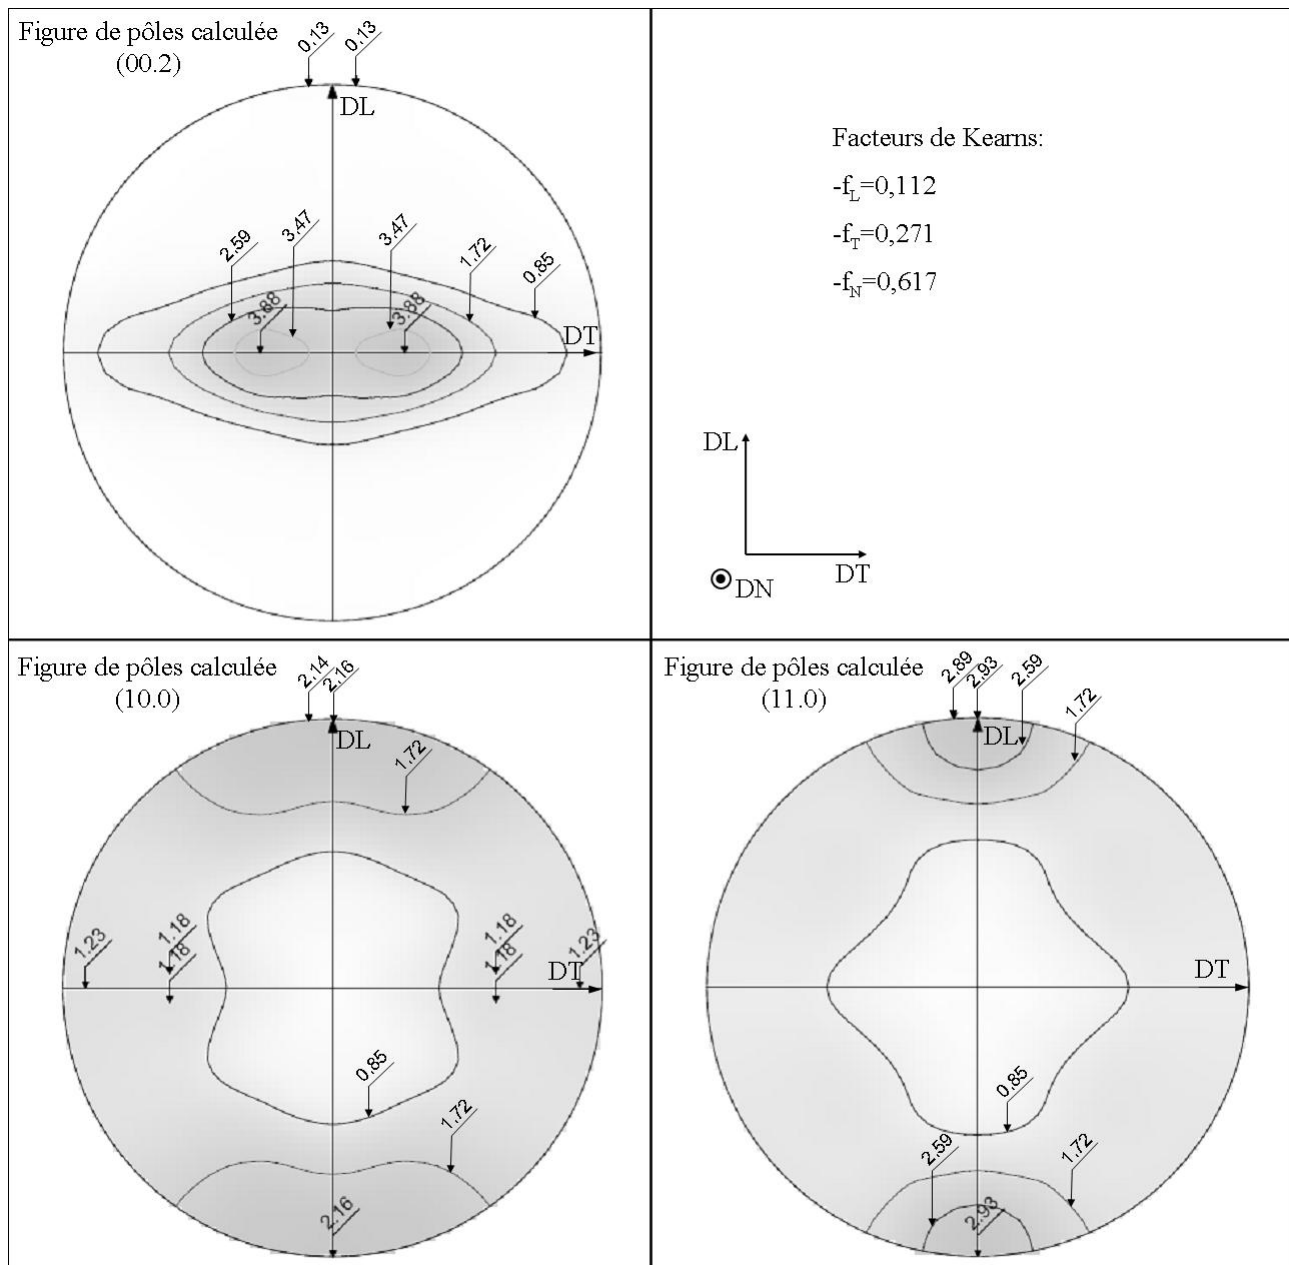 Figure de pôles calculée
(00.2)
0.13
0.13
DL
2.59
3.47
3.47
1.72
0.85
3.88
3.88
DT
Facteurs de Kearns:
-fL=0,112
-fT=0,271
-fN=0,617
DL
DT
DN
Figure de pôles calculée
(10.0)
2.14
2.16
DL
1.72
1.23
1.18
1.18
1.18
1.18
1.23
DT
0.85
1.72
2.16
Figure de pôles calculée
(11.0)
2.89
2.93
2.59
1.72
DL
DT
0.85
2.59
1.72
2.93